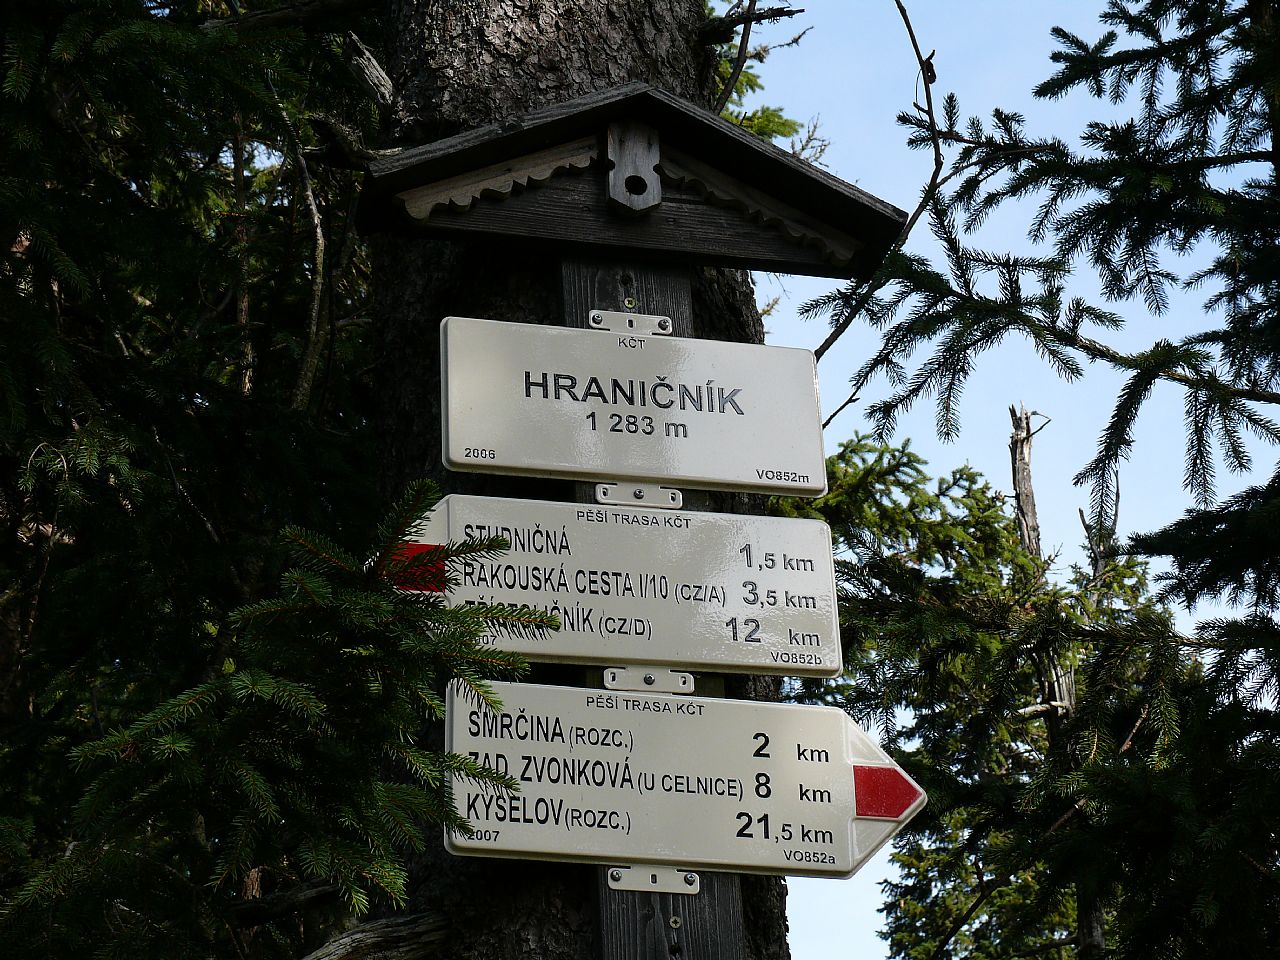 KČT
HRANIČNÍK
1 283 m
2006 VO852m
PĚŠÍ TRASA KČT
STUDNIČNÁ 1,5 km
RAKOUSKÁ CESTA I/10 (CZ/A) 3,5 km
(CZ/D) 12 km
VO852b
PĚŠÍ TRASA KČT
SMRČINA (ROZC.) 2 km
ZAD. ZVONKOVÁ (U CELNICE) 8 km
KYSELOV (ROZC.) 21,5 km
2007 VO852a